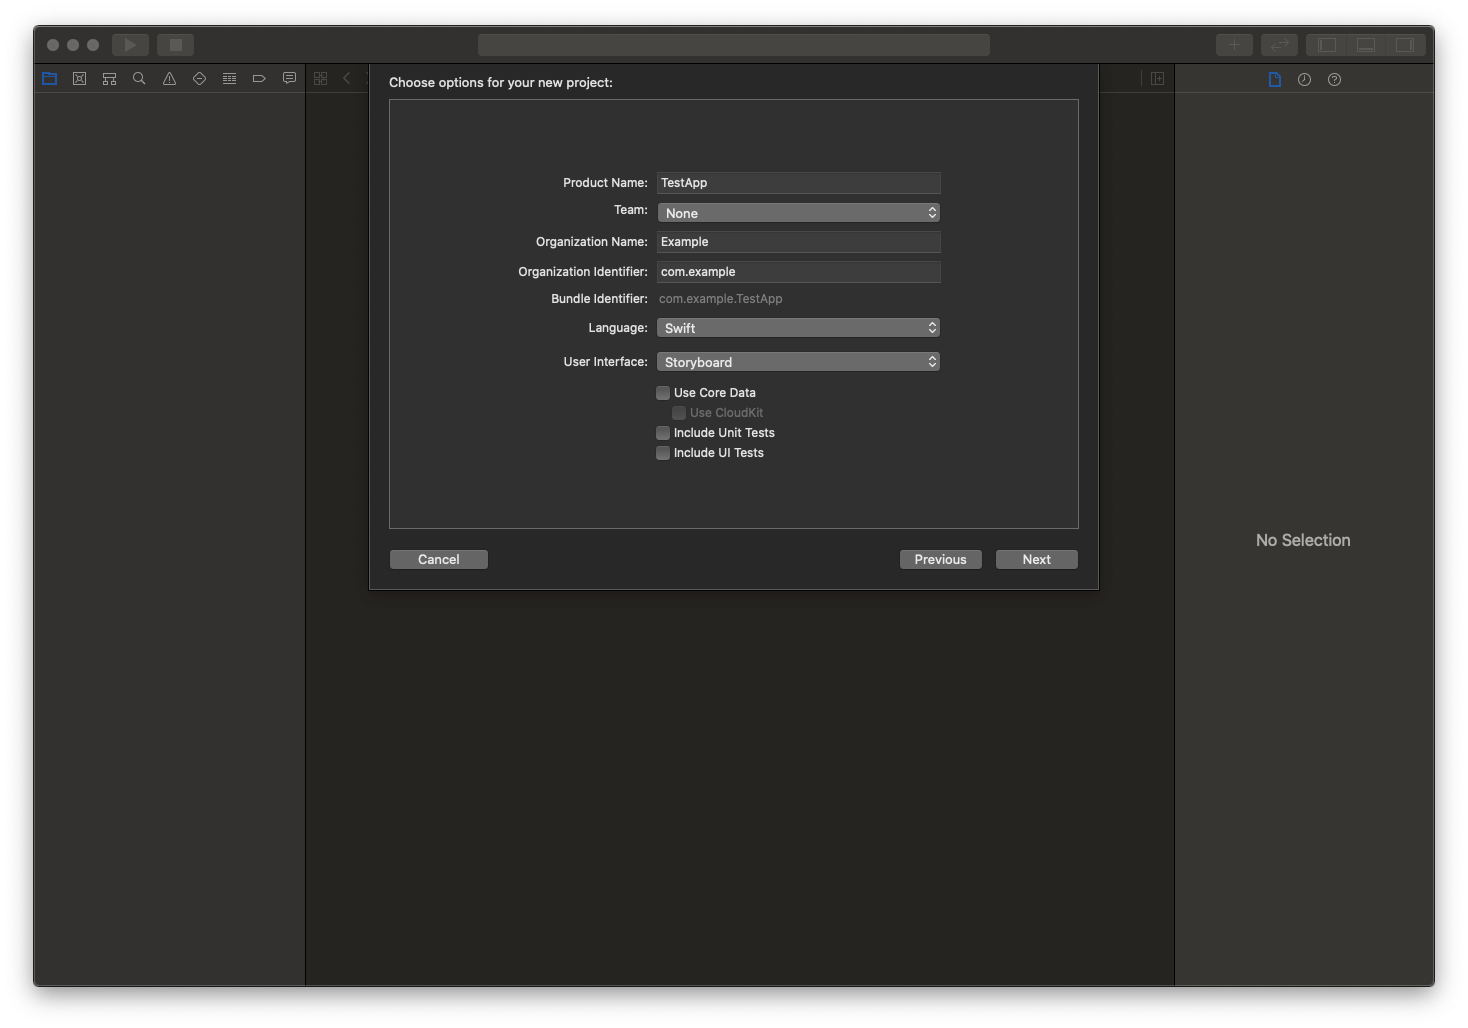 Choose options for your new project:
Product Name: TestApp
Team: None
Organization Name: Example
Organization Identifier: com.example
Bundle Identifier: com.example.TestApp
Language: Swift
User Interface: Storyboard
Use Core Data
Use CloudKit
Include Unit Tests
Include UI Tests
No Selection
Cancel Previous Next